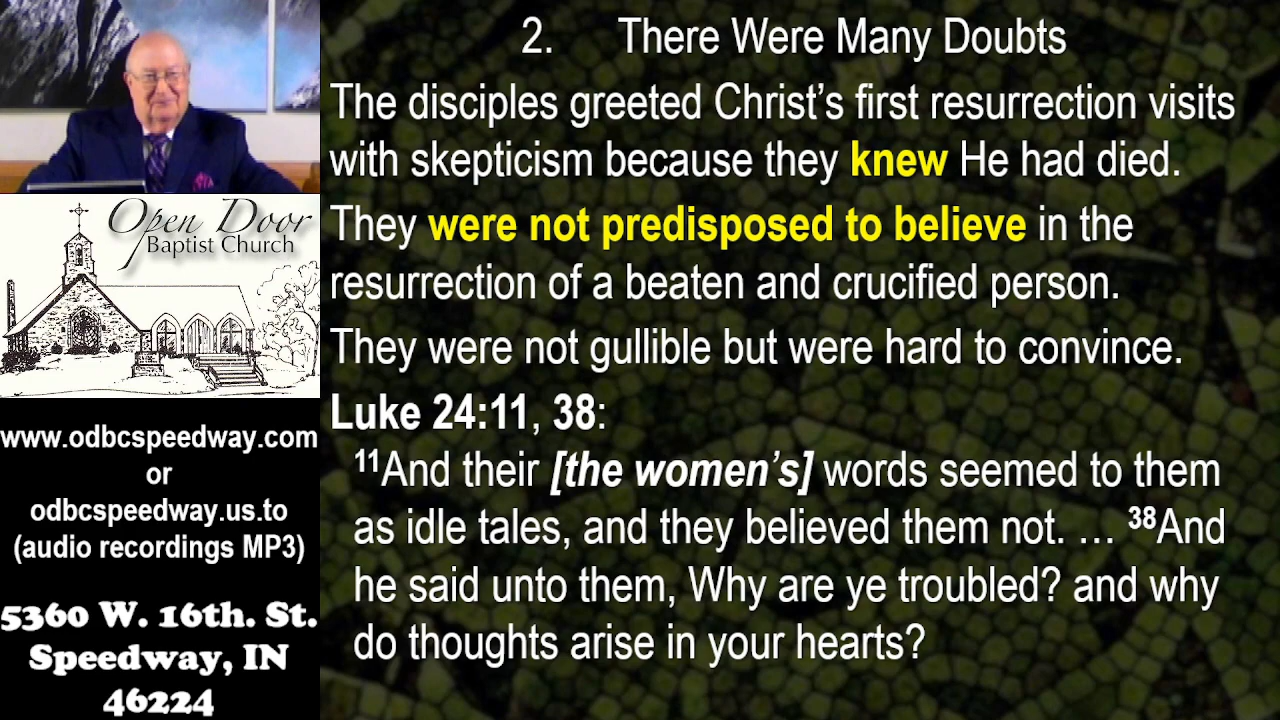 Open Door
Baptist Church
www.odbcspeedway.com
or
odbcspeedway.us.to
(audio recordings MP3)
5360 W. 16th. St.
Speedway, IN
46224
2. There Were Many Doubts
The disciples greeted Christ’s first resurrection visits
with skepticism because they knew He had died.
They were not predisposed to believe in the
resurrection of a beaten and crucified person.
They were not gullible but were hard to convince.
Luke 24:11, 38:
11And their [the women’s] words seemed to them
as idle tales, and they believed them not. … 38And
he said unto them, Why are ye troubled? and why
do thoughts arise in your hearts?